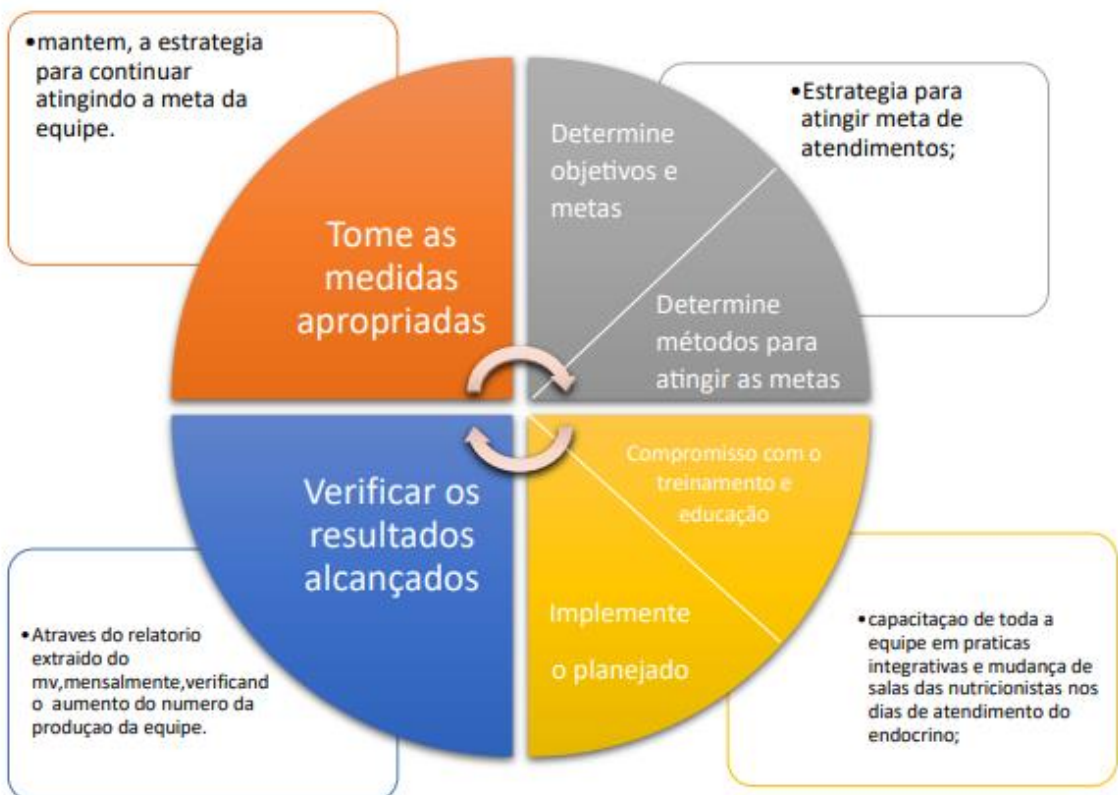 •mantem, a estrategia
para continuar
atingindo a meta da
equipe.
Tome as
medidas
apropriadas
Determine
objetivos e
metas
Determine
métodos para
atingir as metas
•Estrategia para
atingir meta de
atendimentos;
Verificar os
resultados
alcançados
Compromisso com o
treinamento e
educação
Implemente
o planejado
•Atraves do relatorio
extraido do
mv,mensalmente,verificand
o aumento do numero da
produçao da equipe.
•capacitaçao de toda a
equipe em praticas
integrativas e mudança de
salas das nutricionistas nos
dias de atendimento do
endocrino;